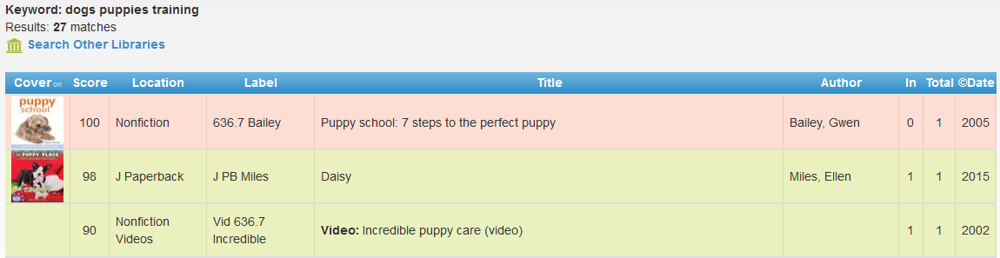 Keyword: dogs puppies training
Results: 27 matches
Search Other Libraries
Cover on Score Location Label Title Author In Total ©Date
puppy
school
100 Nonfiction 636.7 Bailey Puppy school: 7 steps to the perfect puppy Bailey, Gwen 0 1 2005
THE PUPPY PLACE
98 J Paperback J PB Miles Daisy Miles, Ellen 1 1 2015
90 Nonfiction Videos Vid 636.7 Incredible Video: Incredible puppy care (video) 1 1 2002